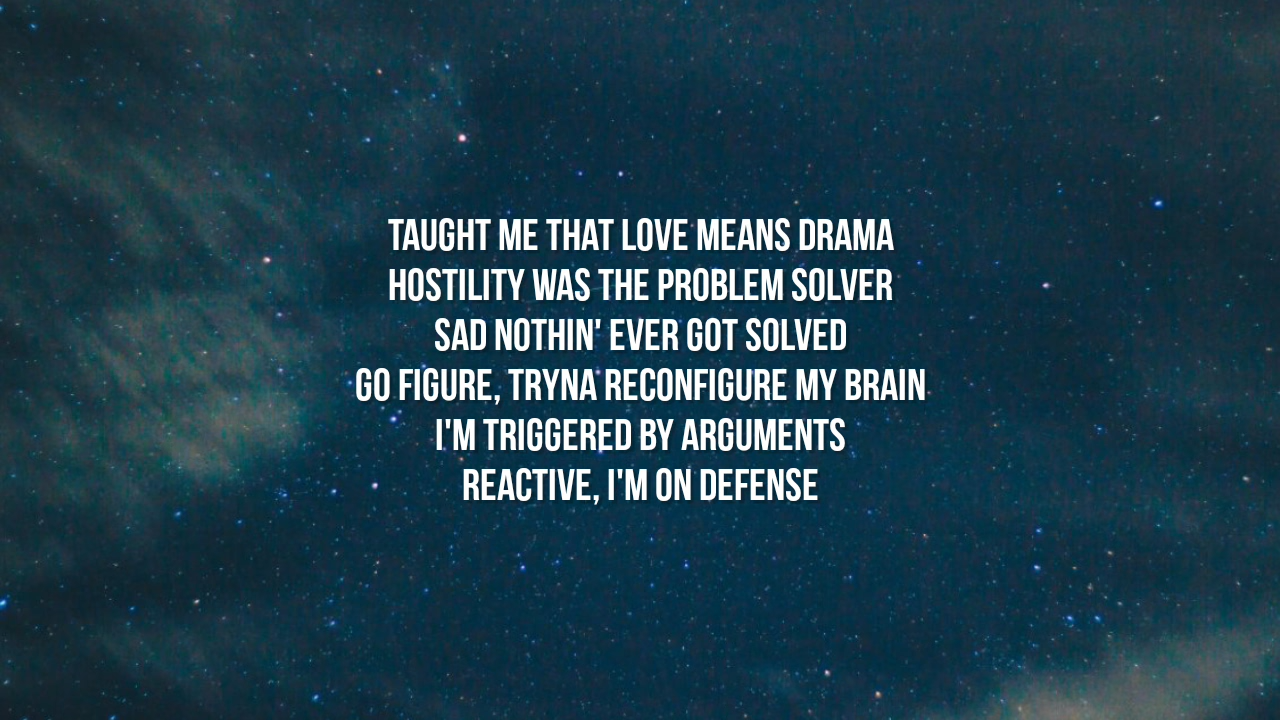 TAUGHT ME THAT LOVE MEANS DRAMA
HOSTILITY WAS THE PROBLEM SOLVER
SAD NOTHIN' EVER GOT SOLVED
GO FIGURE, TRYNA RECONFIGURE MY BRAIN
I'M TRIGGERED BY ARGUMENTS
REACTIVE, I'M ON DEFENSE